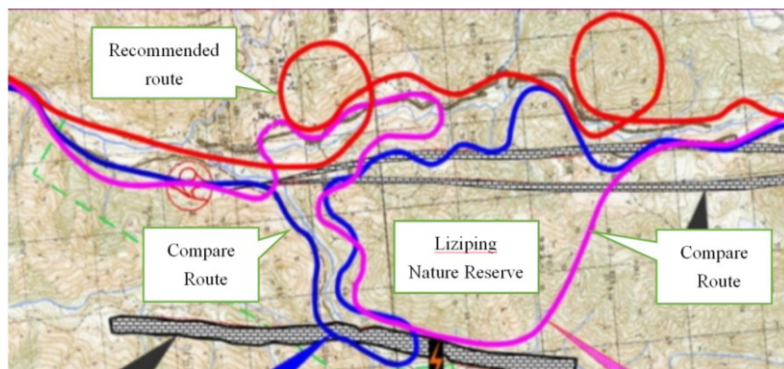 Recommended
route
Compare
Route
Liziping
Nature Reserve
Compare
Route